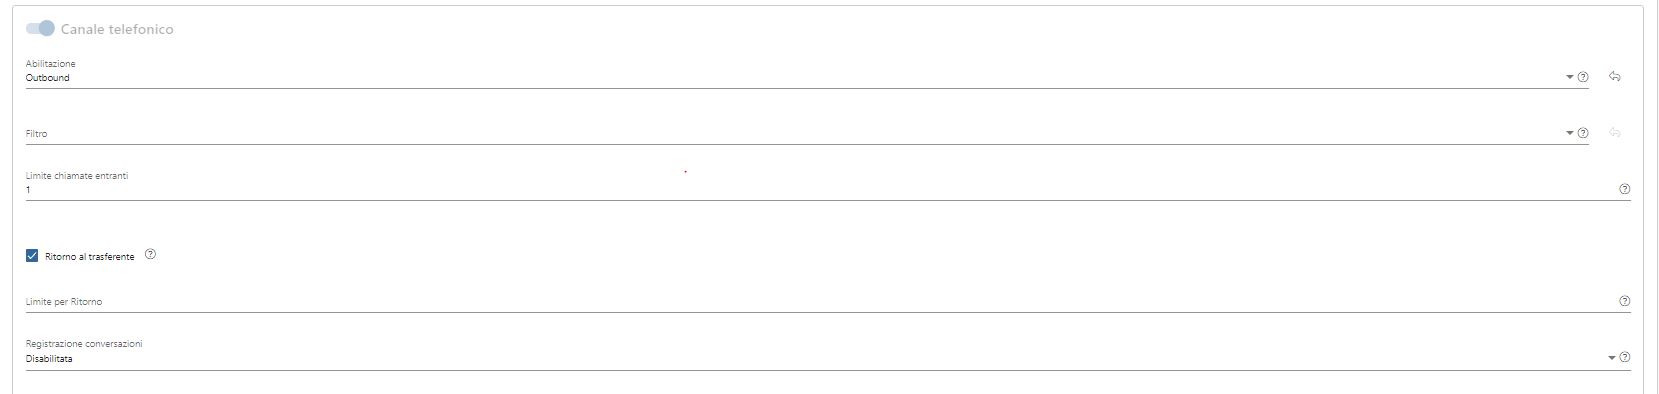 Canale telefonico
Abilitazione
Outbound
Filtro
Limite chiamate entranti
1
Ritorno al trasferente
Limite per Ritorno
Registrazione conversazioni
Disabilitata